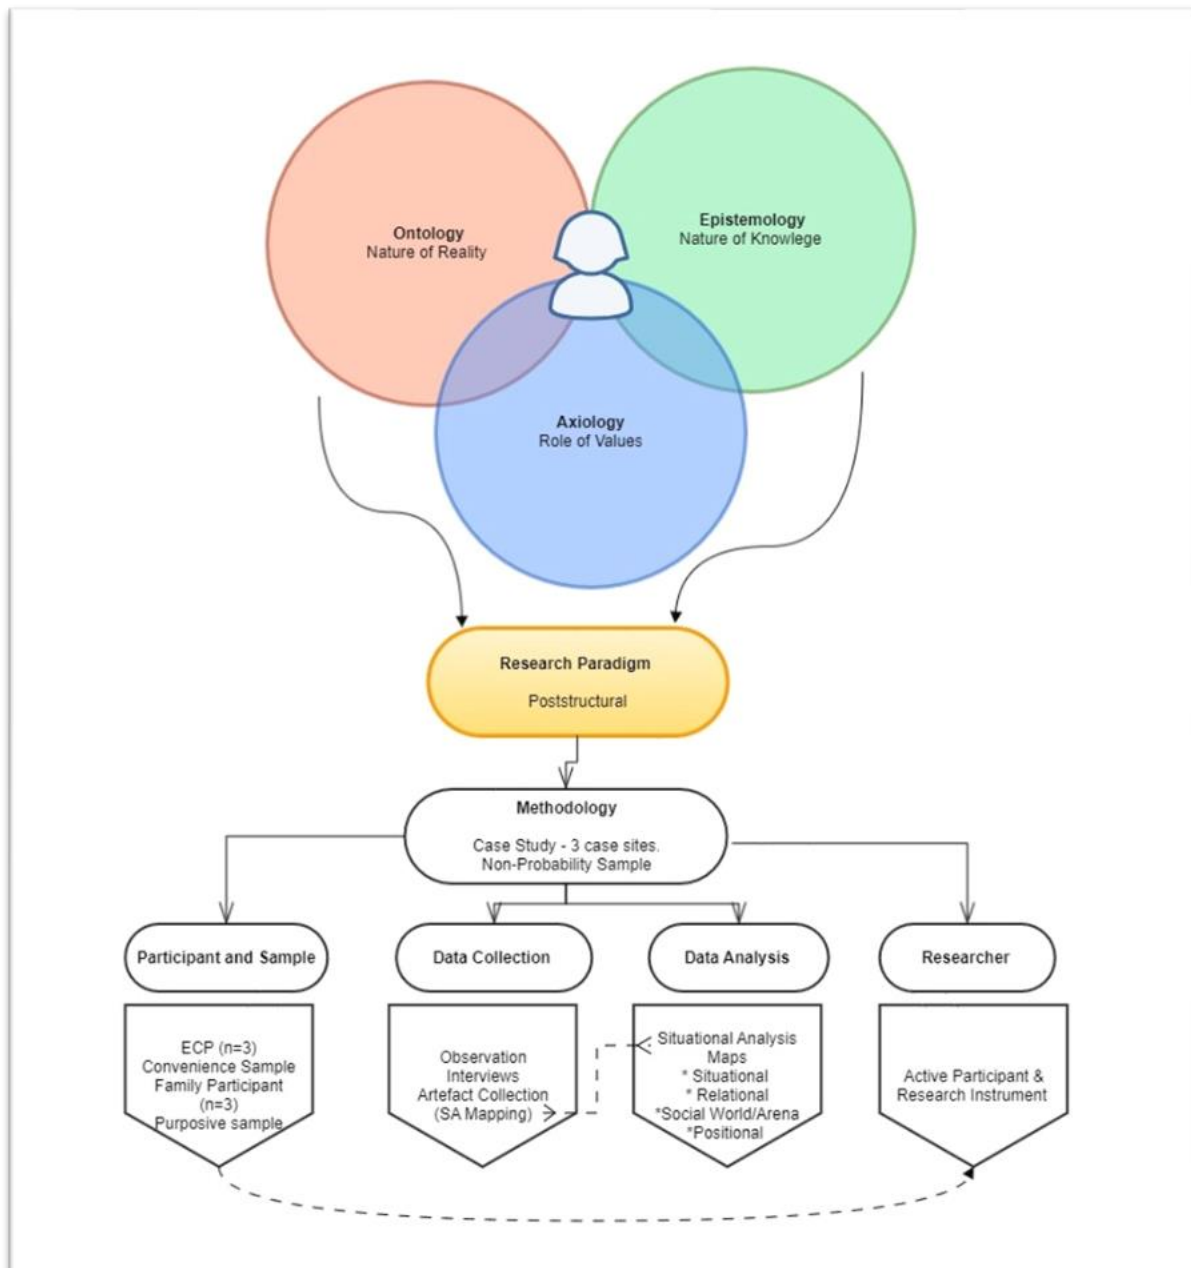 Ontology
Nature of Reality
Epistemology
Nature of Knowlege
Axiology
Role of Values
Research Paradigm
Poststructural
Methodology
Case Study - 3 case sites.
Non-Probability Sample
Participant and Sample
Data Collection
Data Analysis
Researcher
ECP (n=3)
Convenience Sample
Family Participant
(n=3)
Purposive sample
Observation
Interviews
Artefact Collection
(SA Mapping)
Situational Analysis
Maps
* Situational
* Relational
*Social World/Arena
*Positional
Active Participant &
Research Instrument